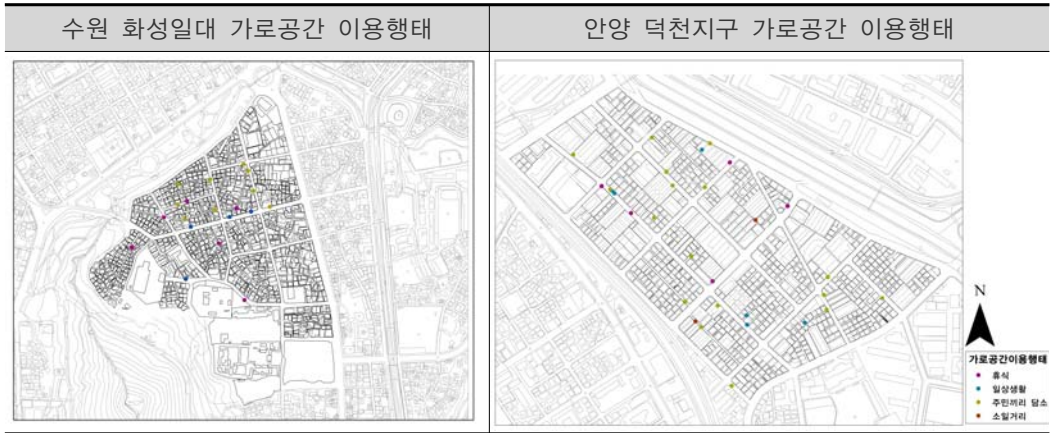 수원 화성일대 가로공간 이용행태
안양 덕천지구 가로공간 이용행태
N
가로공간이용행태
휴식
일상생활
주민끼리 담소
소일거리